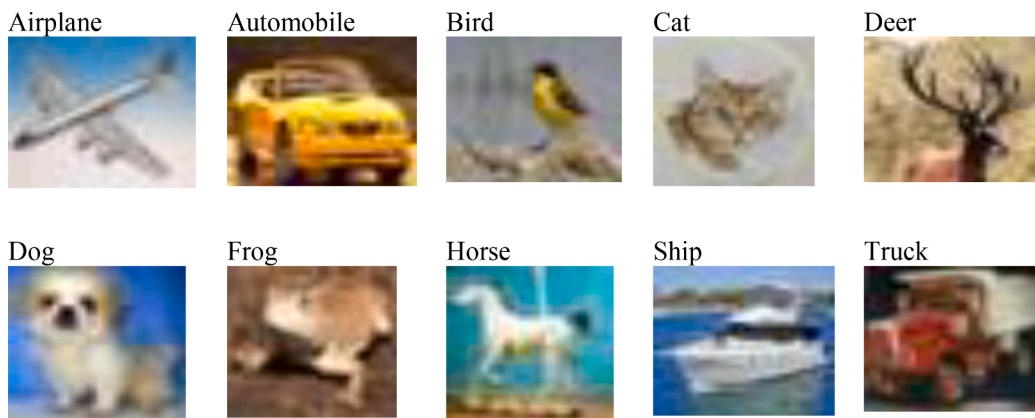 Airplane
Automobile
Bird
Cat
Deer
Dog
Frog
Horse
Ship
Truck